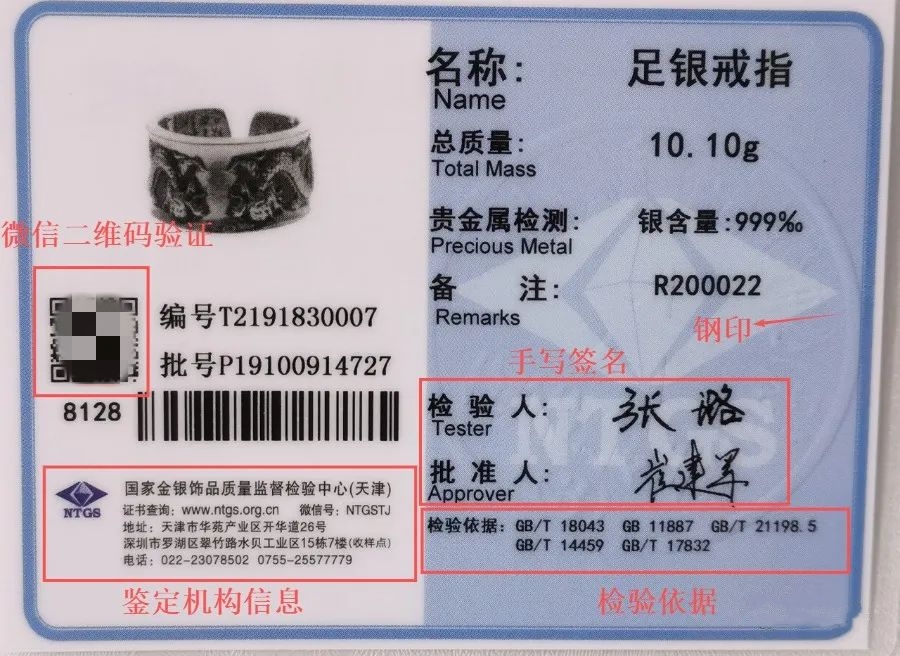 名称: 足银戒指
Name
总质量: 10.10g
Total Mass
贵金属检测: 银含量:999‰
Precious Metal
备 注: R200022
Remarks
钢印
微信二维码验证
编号T2191830007
批号P19100914727
8128
手写签名
检 验 人: 张璐
Tester
批 准 人: 崔建军
Approver
NTGS
国家金银饰品质量监督检验中心(天津)
证书查询: www.ntgs.org.cn 微信号: NTGSTJ
地址: 天津市华苑产业区开华道26号
深圳市罗湖区翠竹路水贝工业区15栋7楼(收样点)
电话: 022-23078502 0755-25577779
NTGS
检验依据: GB/T 18043 GB 11887 GB/T 21198.5
GB/T 14459 GB/T 17832
鉴定机构信息
检验依据